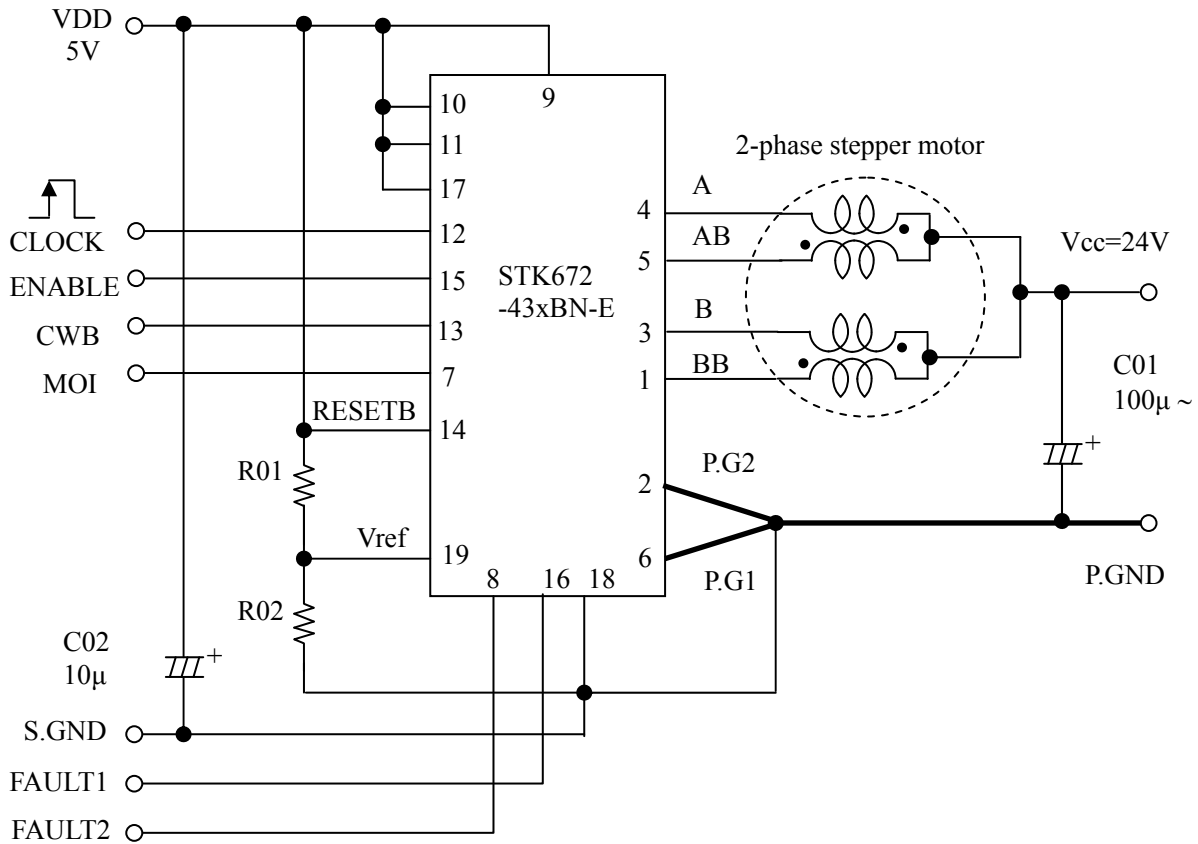 VDD
5V
9
10
11
17
2-phase stepper motor
A
4
CLOCK
12
AB
5
Vcc=24V
ENABLE
15
STK672
-43xBN-E
B
3
CWB
13
BB
1
MOI
7
C01
100μ ~
RESETB
14
+
R01
P.G2
2
Vref
19
6
P.G1
P.GND
8
16
18
R02
C02
10μ
+
S.GND
FAULT1
FAULT2